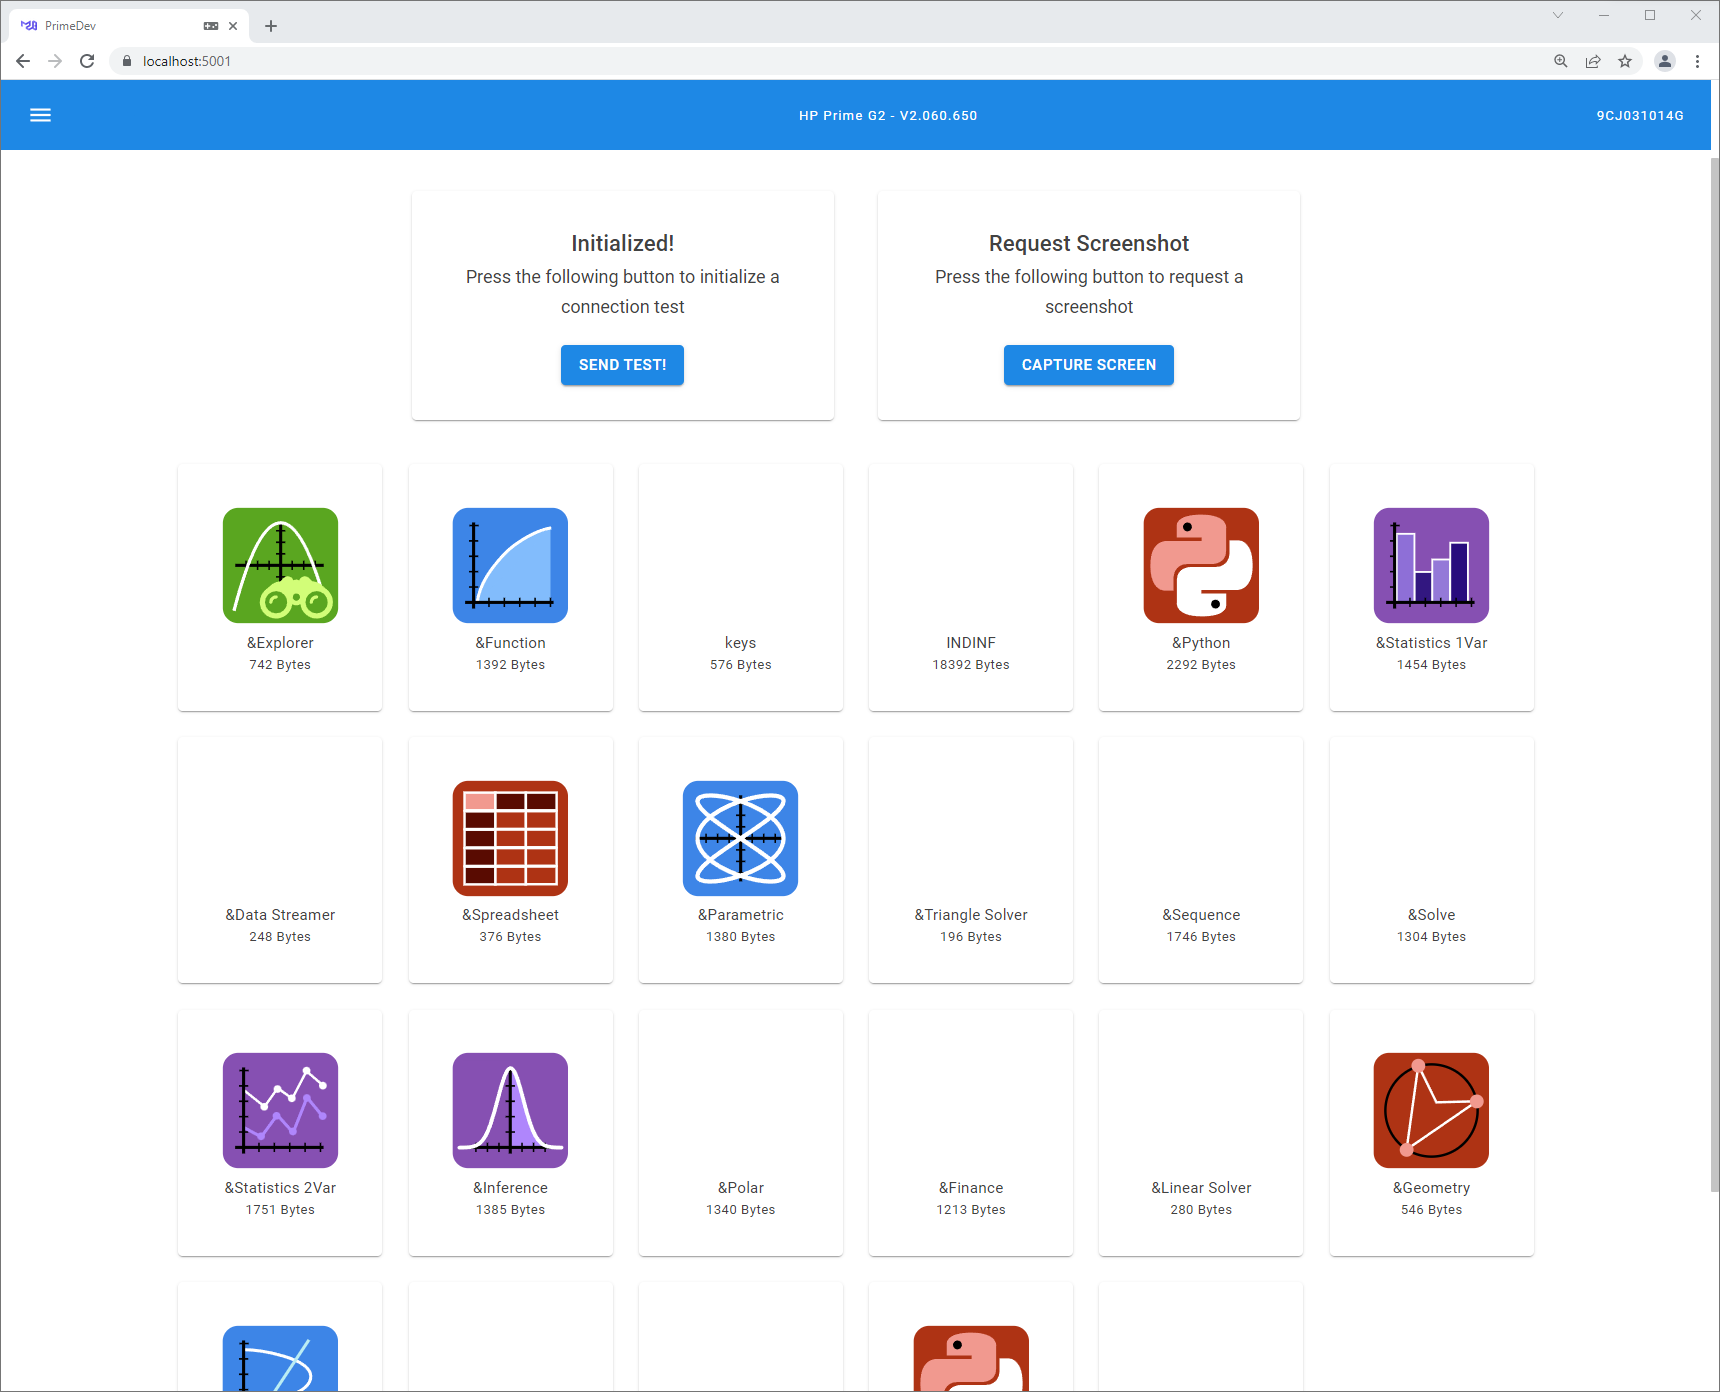 PrimeDev
localhost:5001
HP Prime G2 - V2.060.650
9CJ031014G
Initialized!
Press the following button to initialize a
connection test
SEND TEST!
Request Screenshot
Press the following button to request a
screenshot
CAPTURE SCREEN
&Explorer
742 Bytes
&Function
1392 Bytes
keys
576 Bytes
INDINF
18392 Bytes
&Python
2292 Bytes
&Statistics 1Var
1454 Bytes
&Data Streamer
248 Bytes
&Spreadsheet
376 Bytes
&Parametric
1380 Bytes
&Triangle Solver
196 Bytes
&Sequence
1746 Bytes
&Solve
1304 Bytes
&Statistics 2Var
1751 Bytes
&Inference
1385 Bytes
&Polar
1340 Bytes
&Finance
1213 Bytes
&Linear Solver
280 Bytes
&Geometry
546 Bytes